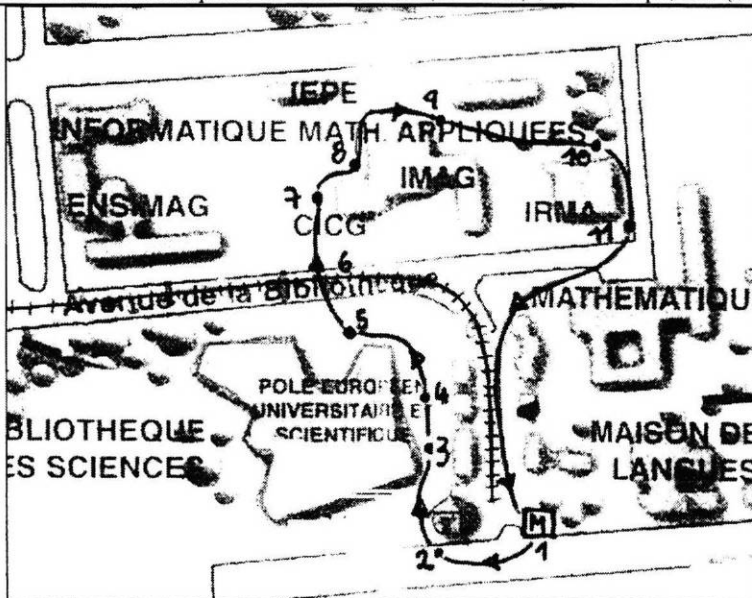 IEPE
9
INFORMATIQUE MATH. APPLIQUEES
10
8
IMAG
7
ENSIMAG
IRMA
CICG
11
6
Avenue de la Bibliothèque
MATHEMATIQU
5
POLE EUROPEEN
4
UNIVERSITAIRE E
BLIOTHEQUE
SCIENTIFIQUE
3
MAISON DE
ES SCIENCES
LANGUES
M
2
1